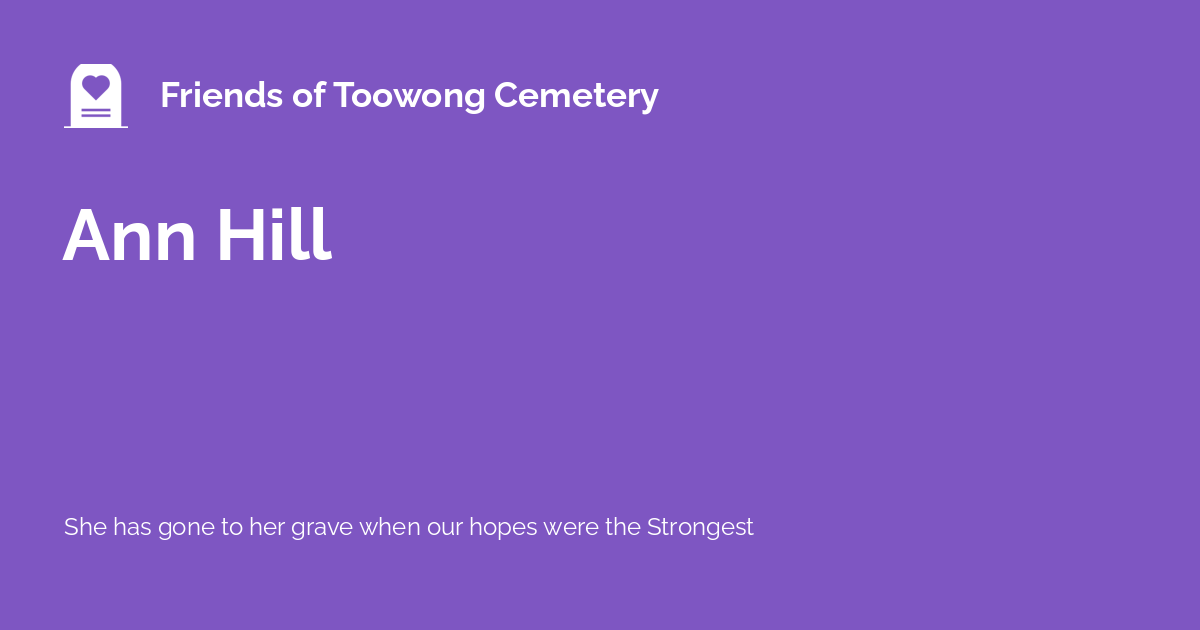 Friends of Toowong Cemetery
Ann Hill
She has gone to her grave when our hopes were the Strongest